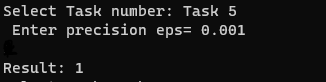 Select Task number: Task 5
Enter precision eps= 0.001
Result: 1